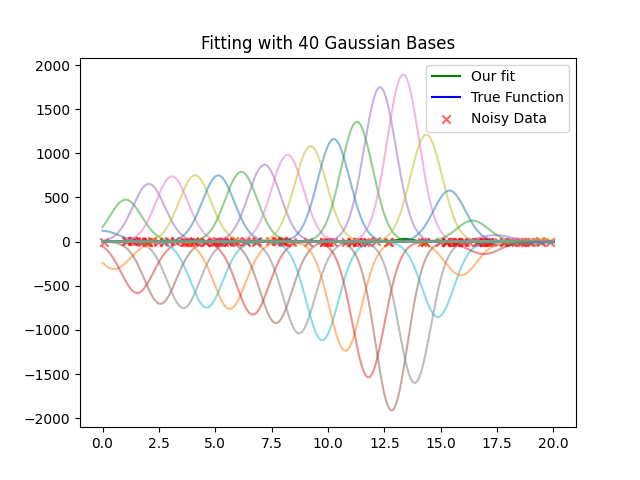 Fitting with 40 Gaussian Bases
Our fit
True Function
Noisy Data
2000
1500
1000
500
0
−500
−1000
−1500
−2000
0.0 2.5 5.0 7.5 10.0 12.5 15.0 17.5 20.0